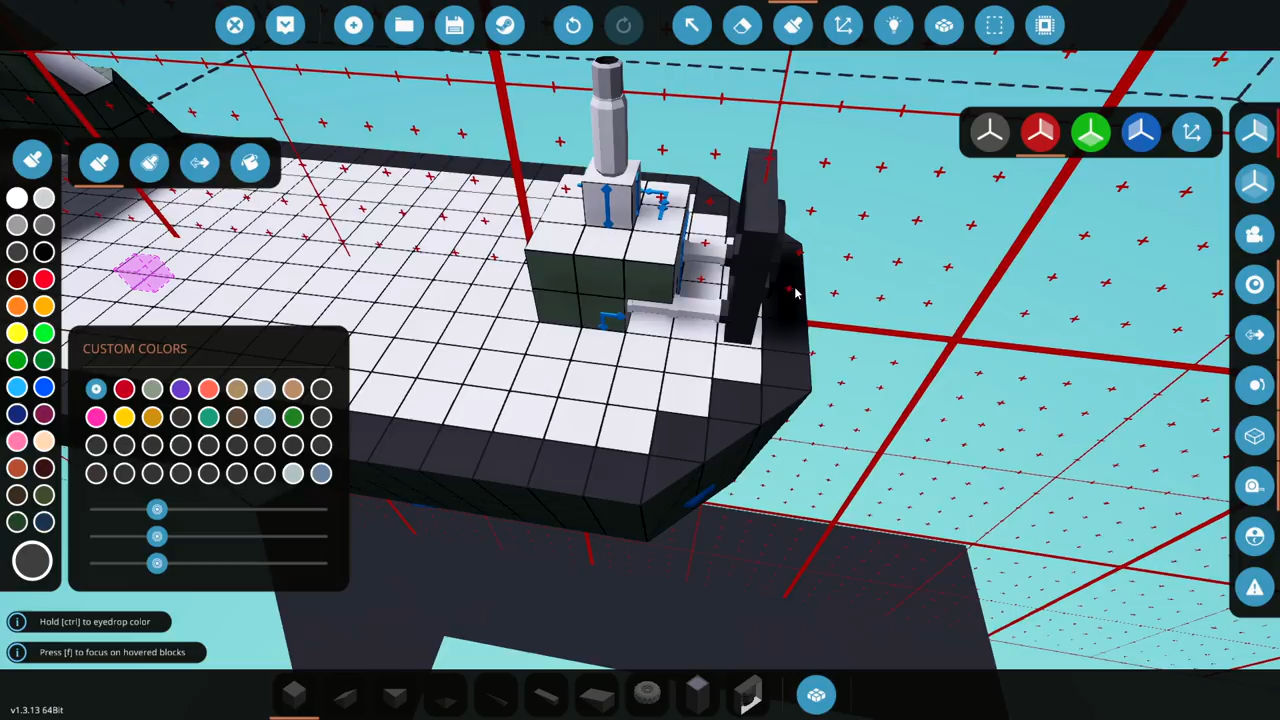 CUSTOM COLORS
Hold [ctrl] to eyedrop color
Press [f] to focus on hovered blocks
v1.3.13 64Bit